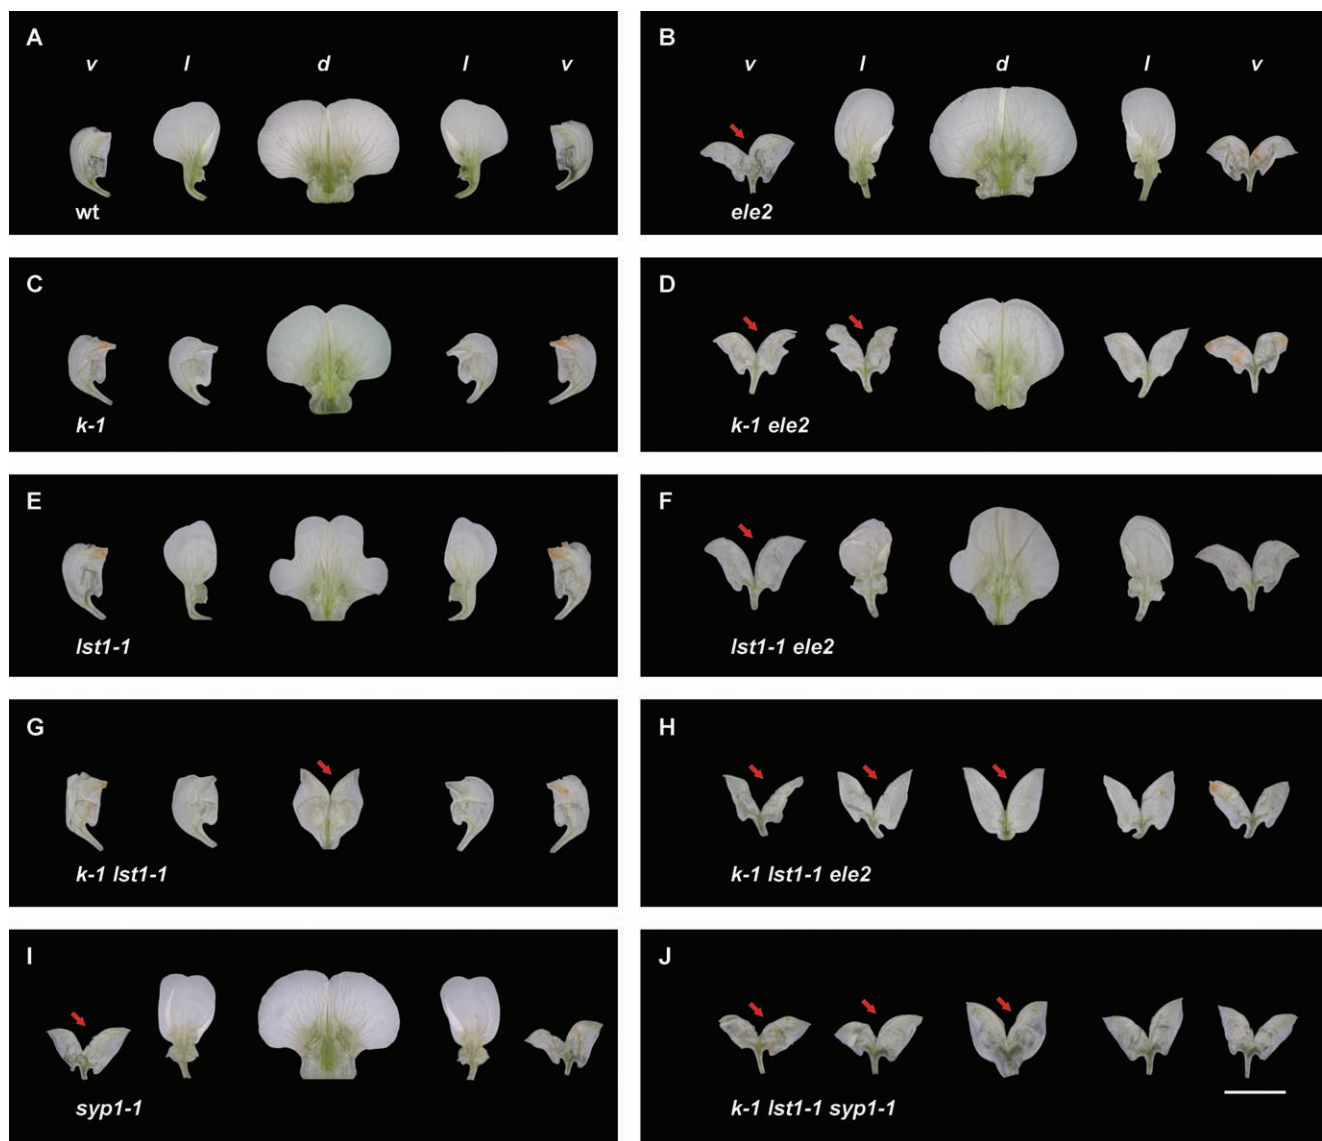 A
v l d l v
wt
B
v l d l v
ele2
C
k-1
D
k-1 ele2
E
lst1-1
F
lst1-1 ele2
G
k-1 lst1-1
H
k-1 lst1-1 ele2
I
syp1-1
J
k-1 lst1-1 syp1-1